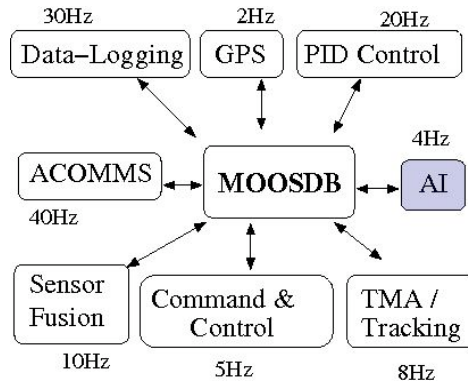 30Hz
2Hz
20Hz
Data–Logging
GPS
PID Control
4Hz
ACOMMS
MOOSDB
AI
40Hz
Sensor
Fusion
Command &
Control
TMA /
Tracking
10Hz
5Hz
8Hz